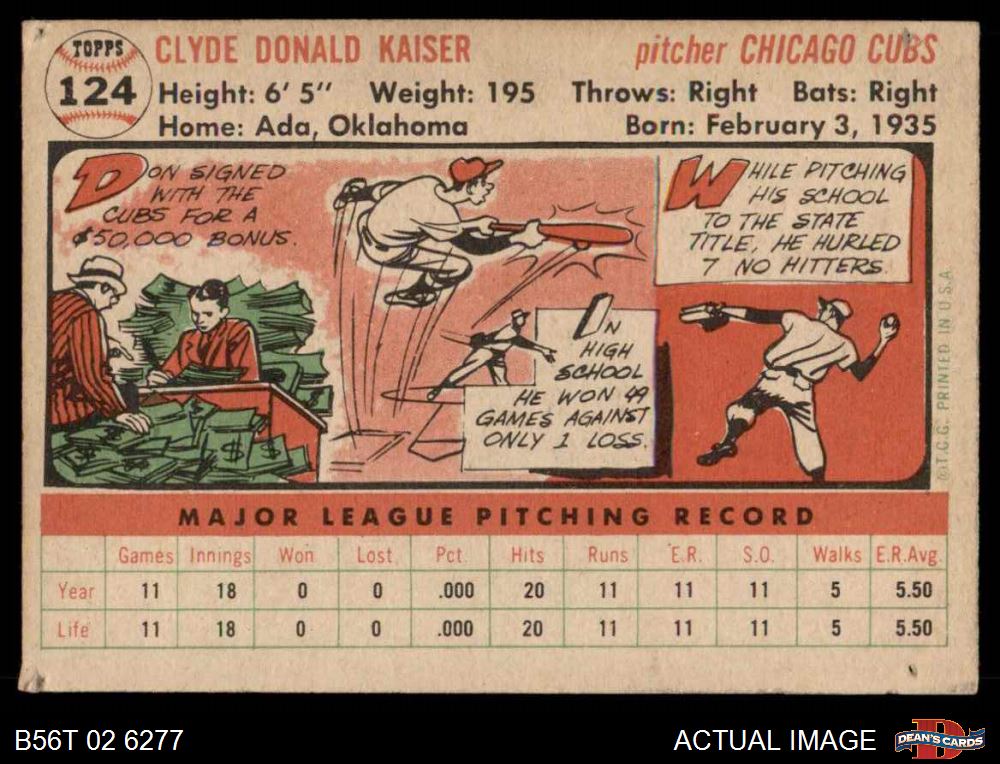 TOPPS
124
CLYDE DONALD KAISER
pitcher CHICAGO CUBS
Height: 6' 5" Weight: 195 Throws: Right Bats: Right
Home: Ada, Oklahoma Born: February 3, 1935
DON SIGNED
WITH THE
CUBS FOR A
$50,000 BONUS.
IN
HIGH
SCHOOL
HE WON 49
GAMES AGAINST
ONLY 1 LOSS.
WHILE PITCHING
HIS SCHOOL
TO THE STATE
TITLE, HE HURLED
7 NO HITTERS.
©T.C.G. PRINTED IN U.S.A.
MAJOR LEAGUE PITCHING RECORD
Games Innings Won Lost Pct. Hits Runs E.R. S.O. Walks E.R.Avg.
Year 11 18 0 0 .000 20 11 11 11 5 5.50
Life 11 18 0 0 .000 20 11 11 11 5 5.50
B56T 02 6277
ACTUAL IMAGE
DEAN'S CARDS